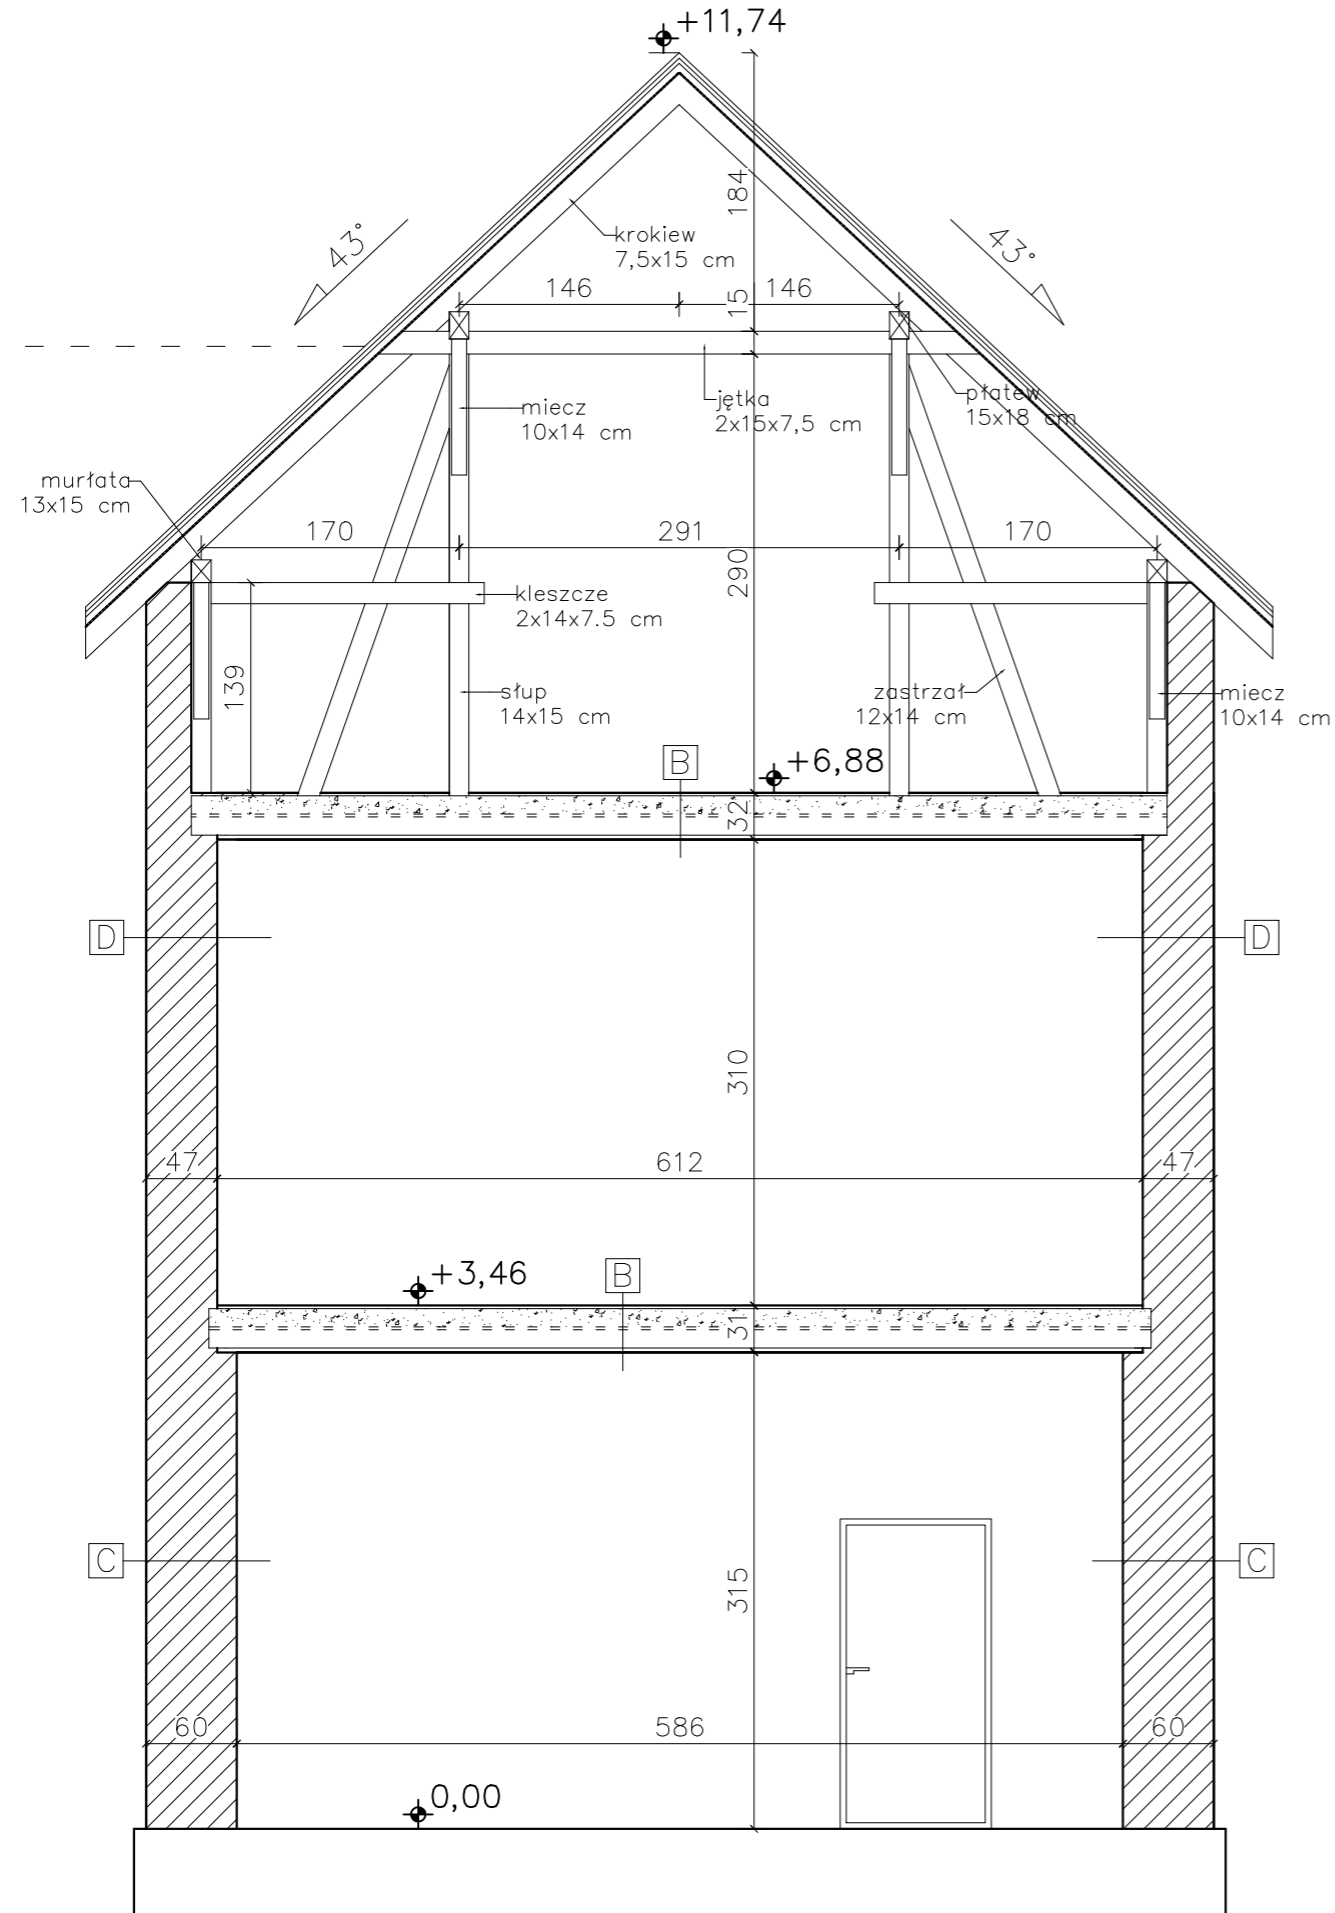 +11,74
184
43°
43°
krokiew
7,5x15 cm
146
15
146
miecz
10x14 cm
jętka
2x15x7,5 cm
płatew
15x18 cm
murłata
13x15 cm
170
291
170
290
kleszcze
2x14x7.5 cm
139
słup
14x15 cm
zastrzał
12x14 cm
miecz
10x14 cm
B
+6,88
32
D
D
310
47
612
47
+3,46
B
31
C
C
315
60
586
60
0,00